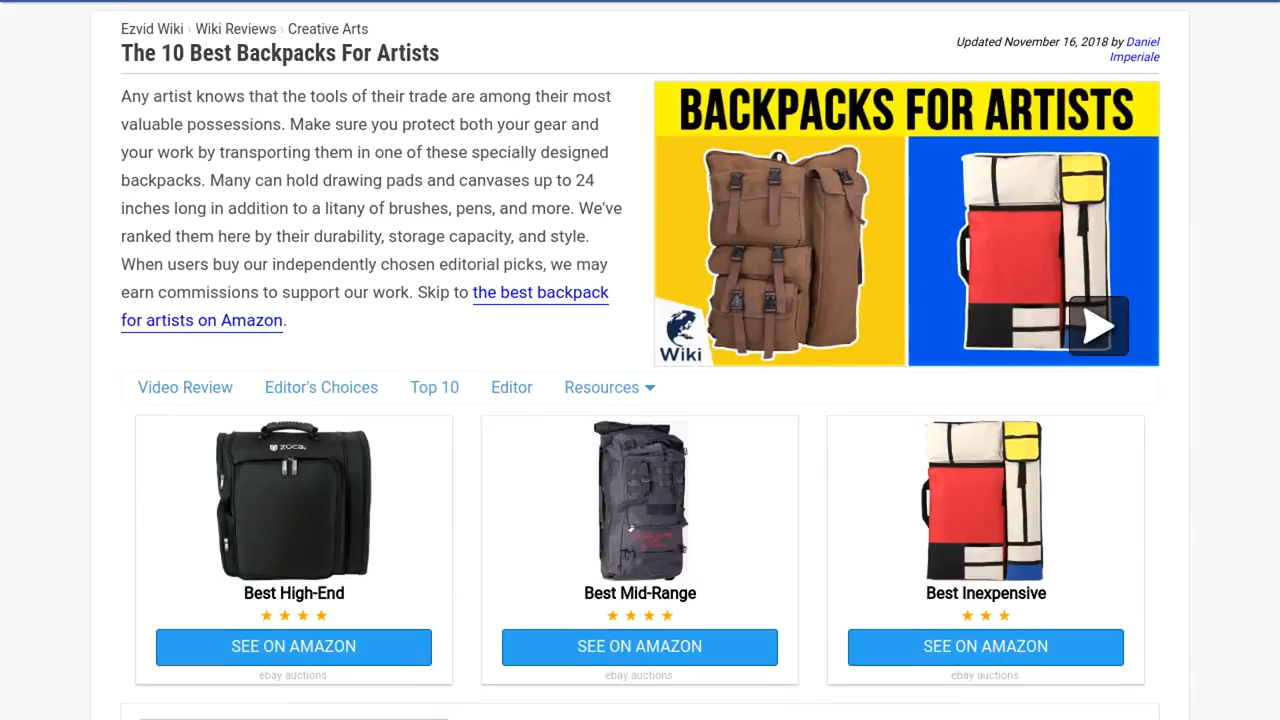 Ezvid Wiki › Wiki Reviews › Creative Arts
The 10 Best Backpacks For Artists
Updated November 16, 2018 by Daniel
Imperiale
Any artist knows that the tools of their trade are among their most
valuable possessions. Make sure you protect both your gear and
your work by transporting them in one of these specially designed
backpacks. Many can hold drawing pads and canvases up to 24
inches long in addition to a litany of brushes, pens, and more. We've
ranked them here by their durability, storage capacity, and style.
When users buy our independently chosen editorial picks, we may
earn commissions to support our work. Skip to the best backpack
for artists on Amazon.
BACKPACKS FOR ARTISTS
Wiki
Video Review Editor's Choices Top 10 Editor Resources
ZÜCA
Best High-End
SEE ON AMAZON
ebay auctions
Best Mid-Range
SEE ON AMAZON
ebay auctions
Best Inexpensive
SEE ON AMAZON
ebay auctions